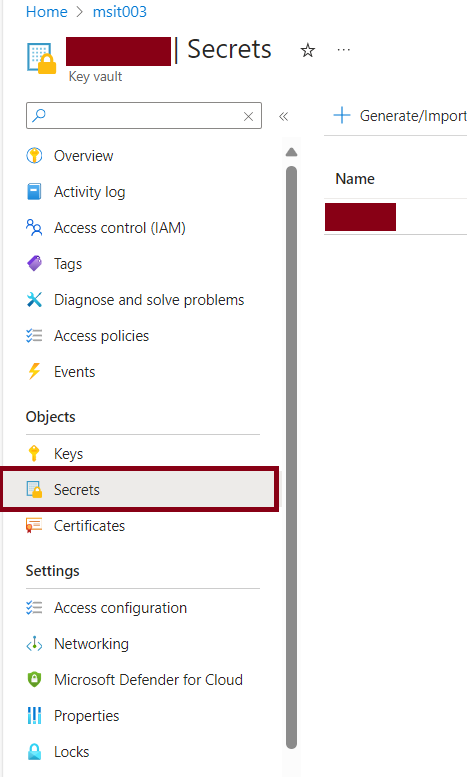 Home > msit003
| Secrets
Key vault
Generate/Import
Name
Overview
Activity log
Access control (IAM)
Tags
Diagnose and solve problems
Access policies
Events
Objects
Keys
Secrets
Certificates
Settings
Access configuration
Networking
Microsoft Defender for Cloud
Properties
Locks